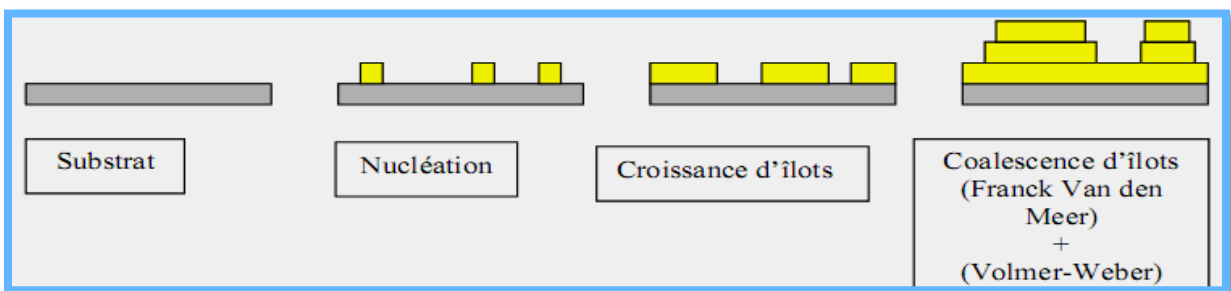 Substrat
Nucléation
Croissance d'îlots
Coalescence d'îlots
(Franck Van den
Meer)
+
(Volmer-Weber)